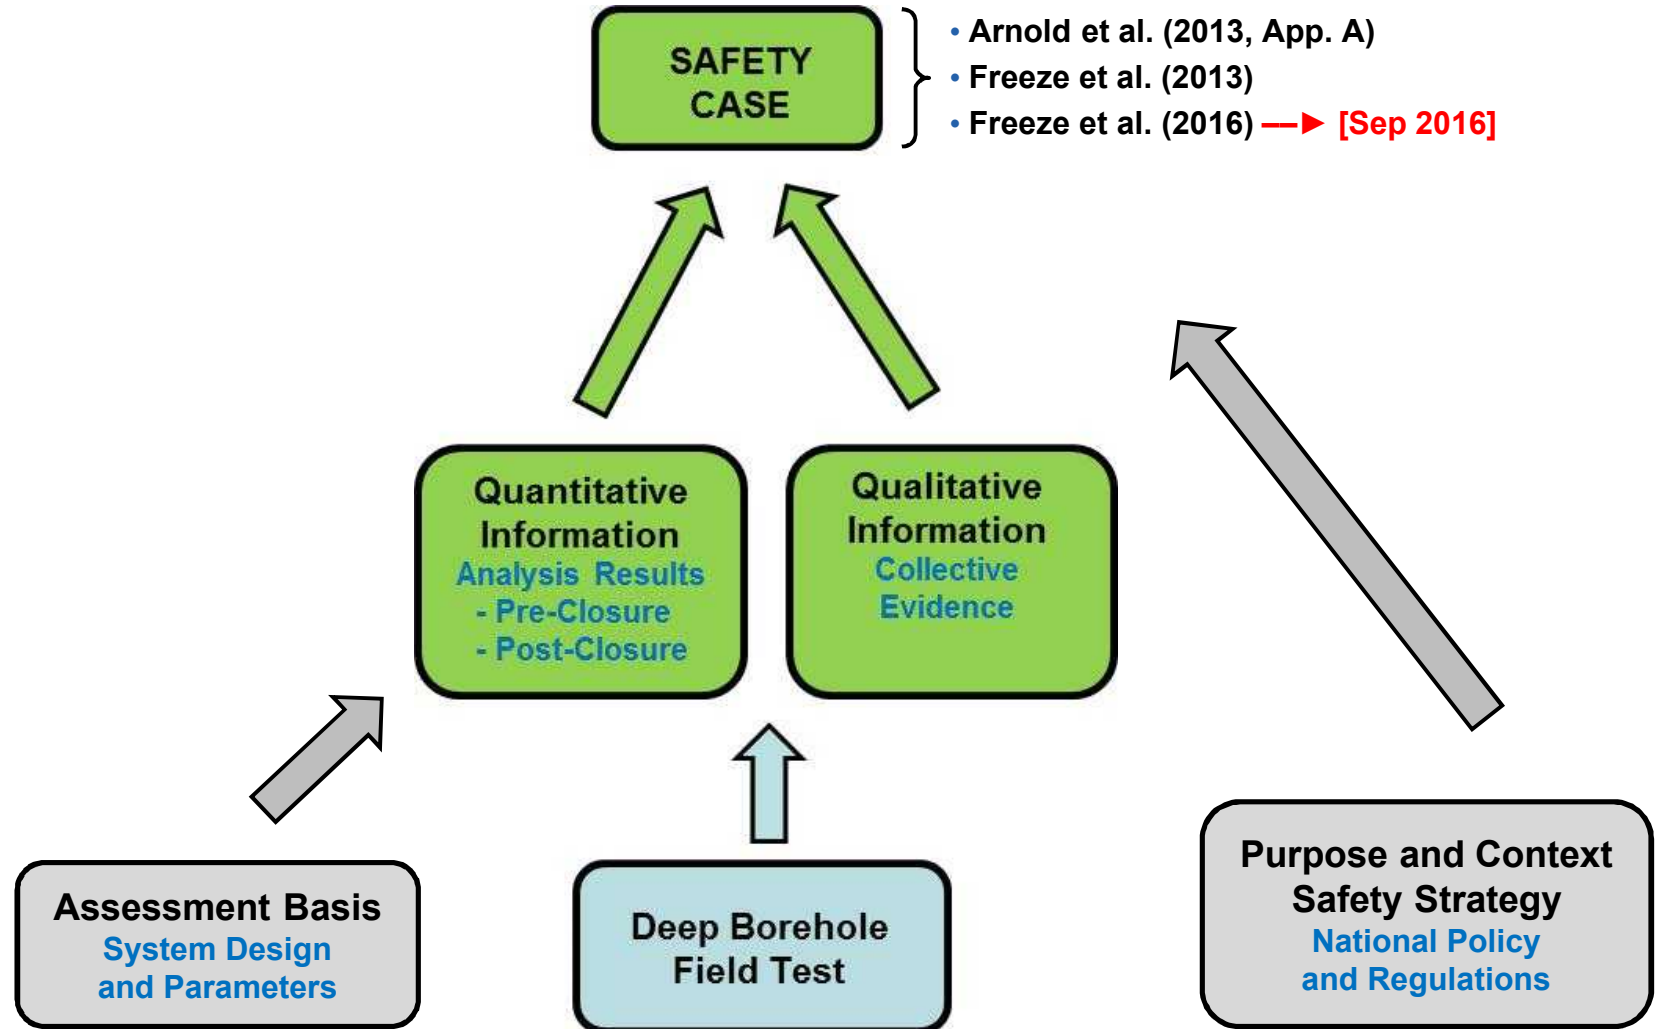 SAFETY
CASE
• Arnold et al. (2013, App. A)
• Freeze et al. (2013)
• Freeze et al. (2016) ––► [Sep 2016]
Quantitative
Information
Analysis Results
- Pre-Closure
- Post-Closure
Qualitative
Information
Collective
Evidence
Assessment Basis
System Design
and Parameters
Deep Borehole
Field Test
Purpose and Context
Safety Strategy
National Policy
and Regulations